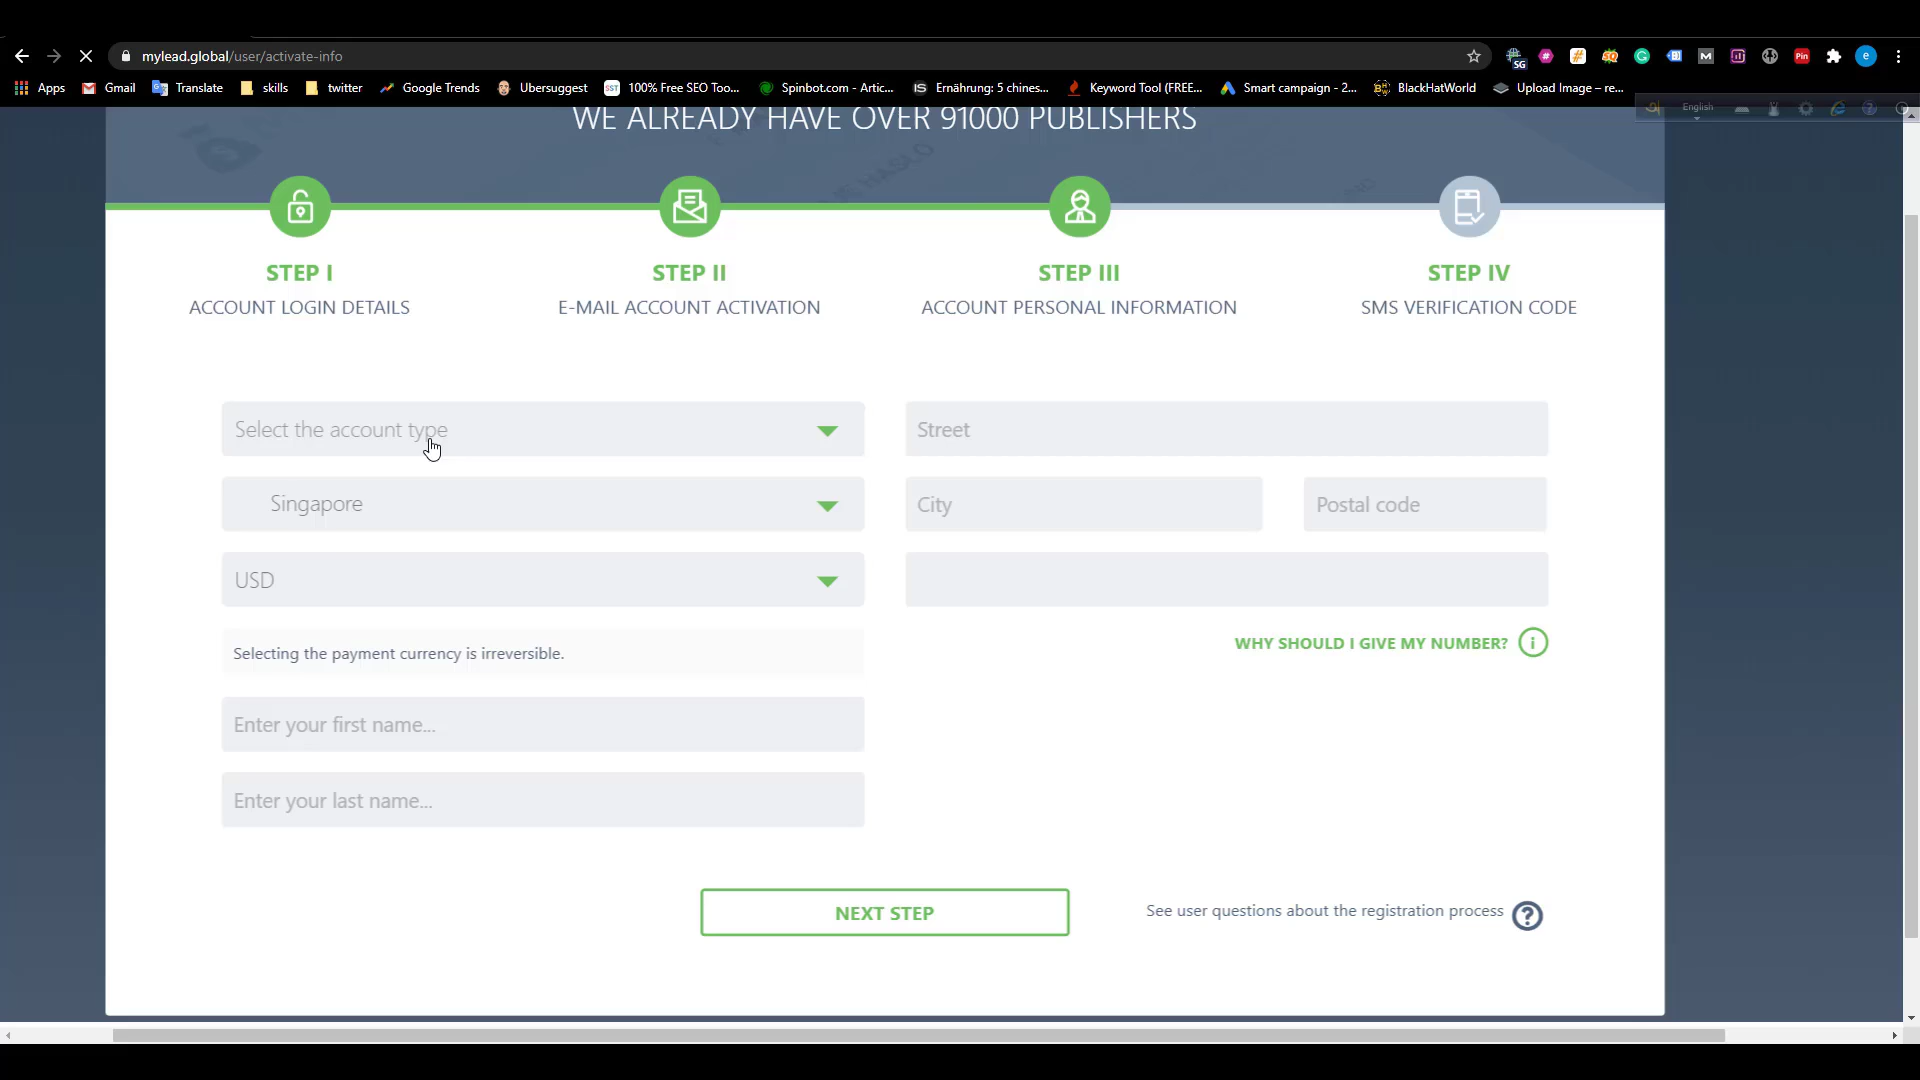 mylead.global/user/activate-info
SG
Pin
M
e
Apps
Gmail
Translate
skills
twitter
Google Trends
Ubersuggest
SST
100% Free SEO Too...
Spinbot.com - Artic...
IS
Ernährung: 5 chines...
Keyword Tool (FREE...
Smart campaign - 2...
BlackHatWorld
Upload Image – re...
English
WE ALREADY HAVE OVER 91000 PUBLISHERS
STEP I
STEP II
STEP III
STEP IV
ACCOUNT LOGIN DETAILS
E-MAIL ACCOUNT ACTIVATION
ACCOUNT PERSONAL INFORMATION
SMS VERIFICATION CODE
Select the account type
Street
Singapore
City
Postal code
USD
Selecting the payment currency is irreversible.
WHY SHOULD I GIVE MY NUMBER?
Enter your first name...
Enter your last name...
NEXT STEP
See user questions about the registration process